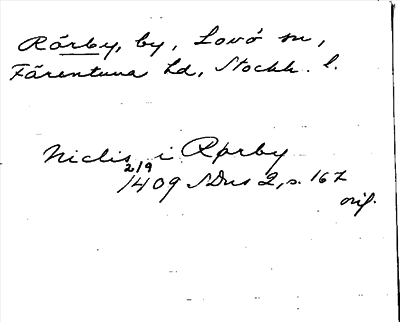 Rörby, by, Lovö sn,
Färentuna hd, Stockh. l.
Niclis i Rørby
2/9
1409 SDns 2, s. 167
orig.